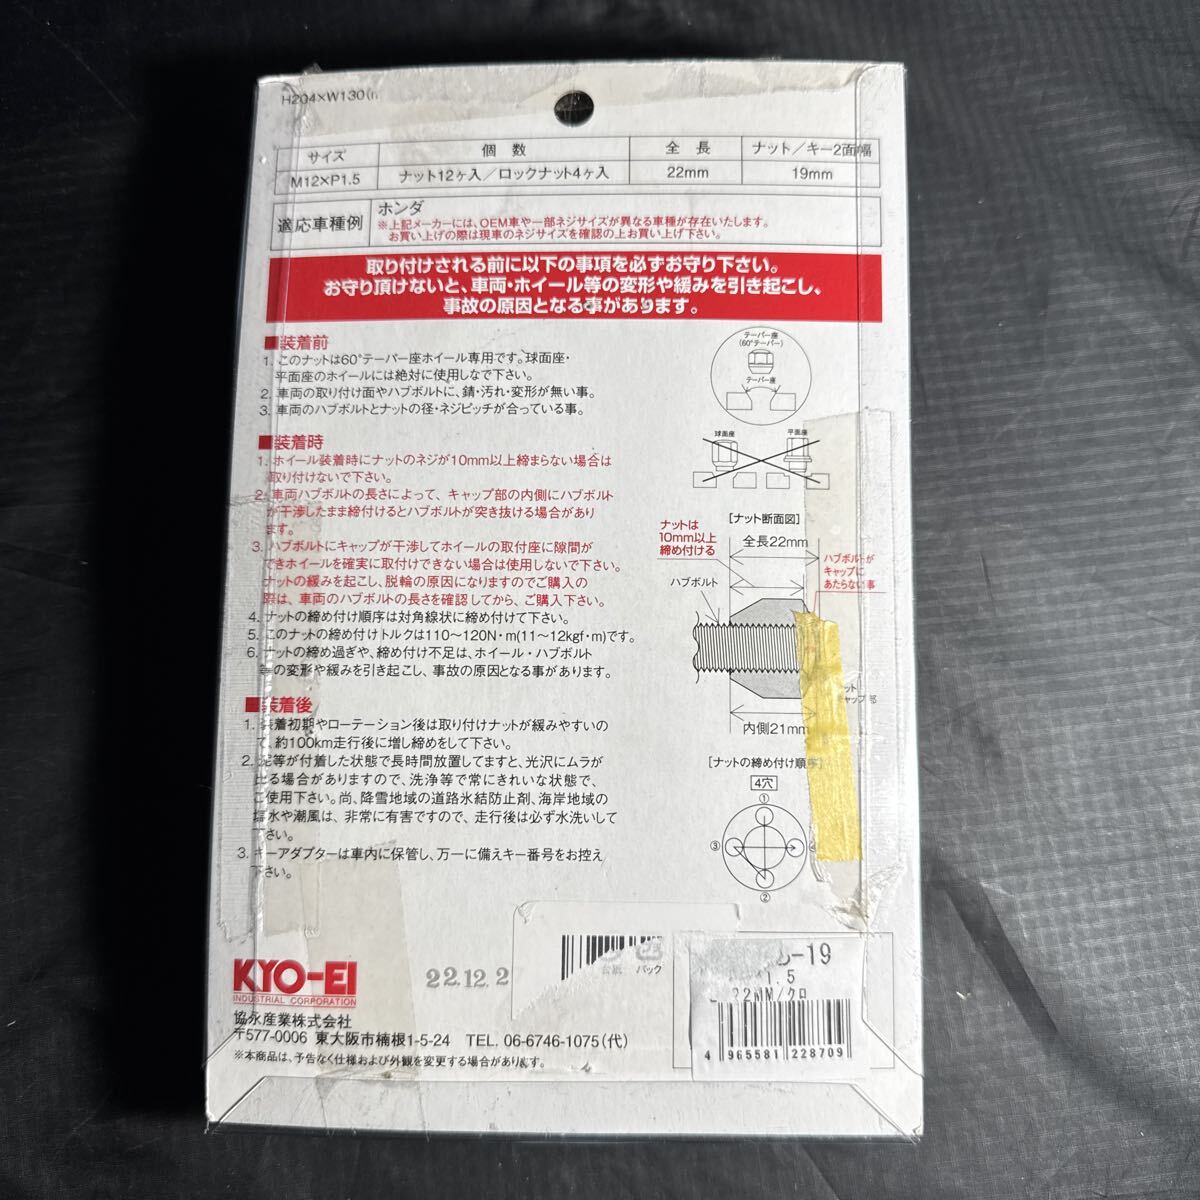 H204×W130(
サイズ 個数 全長 ナット／キー2面幅
M12×P1.5 ナット12ヶ入／ロックナット4ヶ入 22mm 19mm
適応車種例 ホンダ
※上記メーカーには、OEM車や一部ネジサイズが異なる車種が存在いたします。
お買い上げの際は現車のネジサイズを確認の上お買い上げ下さい。
取り付けされる前に以下の事項を必ずお守り下さい。
お守り頂けないと、車両・ホイール等の変形や緩みを引き起こし、
事故の原因となる事があります。
■装着前
1. このナットは60°テーパー座ホイール専用です。球面座・
平面座のホイールには絶対に使用しなで下さい。
2. 車両の取り付け面やハブボルトに、錆・汚れ・変形が無い事。
3. 車両のハブボルトとナットの径・ネジピッチが合っている事。
■装着時
1. ホイール装着時にナットのネジが10mm以上締まらない場合は
取り付けないで下さい。
2. 車両ハブボルトの長さによって、キャップ部の内側にハブボルト
が干渉したまま締付けるとハブボルトが突き抜ける場合があり
ます。
3. ハブボルトにキャップが干渉してホイールの取付座に隙間が
できホイールを確実に取付けできない場合は使用しないで下さい。
ナットの緩みを起こし、脱輪の原因になりますのでご購入の
際は、車両のハブボルトの長さを確認してから、ご購入下さい。
4. ナットの締め付け順序は対角線状に締め付けて下さい。
5. このナットの締め付けトルクは110〜120N・m(11〜12kgf・m)です。
6. ナットの締め過ぎや、締め付け不足は、ホイール・ハブボルト
等の変形や緩みを引き起こし、事故の原因となる事があります。
■装着後
1. 装着初期やローテーション後は取り付けナットが緩みやすいの
で、約100km走行後に増し締めをして下さい。
2. 泥等が付着した状態で長時間放置してますと、光沢にムラが
出る場合がありますので、洗浄等で常にきれいな状態で、
ご使用下さい。尚、降雪地域の道路氷結防止剤、海岸地域の
塩水や潮風は、非常に有害ですので、走行後は必ず水洗いして
下さい。
3. キーアダプターは車内に保管し、万一に備えキー番号をお控え
下さい。
テーパー座
(60°テーパー)
テーパー座
球面座 平面座
[ナット断面図]
ナットは
10mm以上
締め付ける
全長22mm
ハブボルトが
キャップに
あたらない事
ハブボルト
ット
キャップ部
内側21mm
[ナットの締め付け順序]
4穴
①
③
②
KYO-EI
INDUSTRIAL CORPORATION
22.12.2
台紙 パック
-19
1.5
22MM/クロ
4 965581 228709
協永産業株式会社
〒577-0006 東大阪市楠根1-5-24 TEL. 06-6746-1075(代)
※本商品は、予告なく仕様および外観を変更する場合があります。